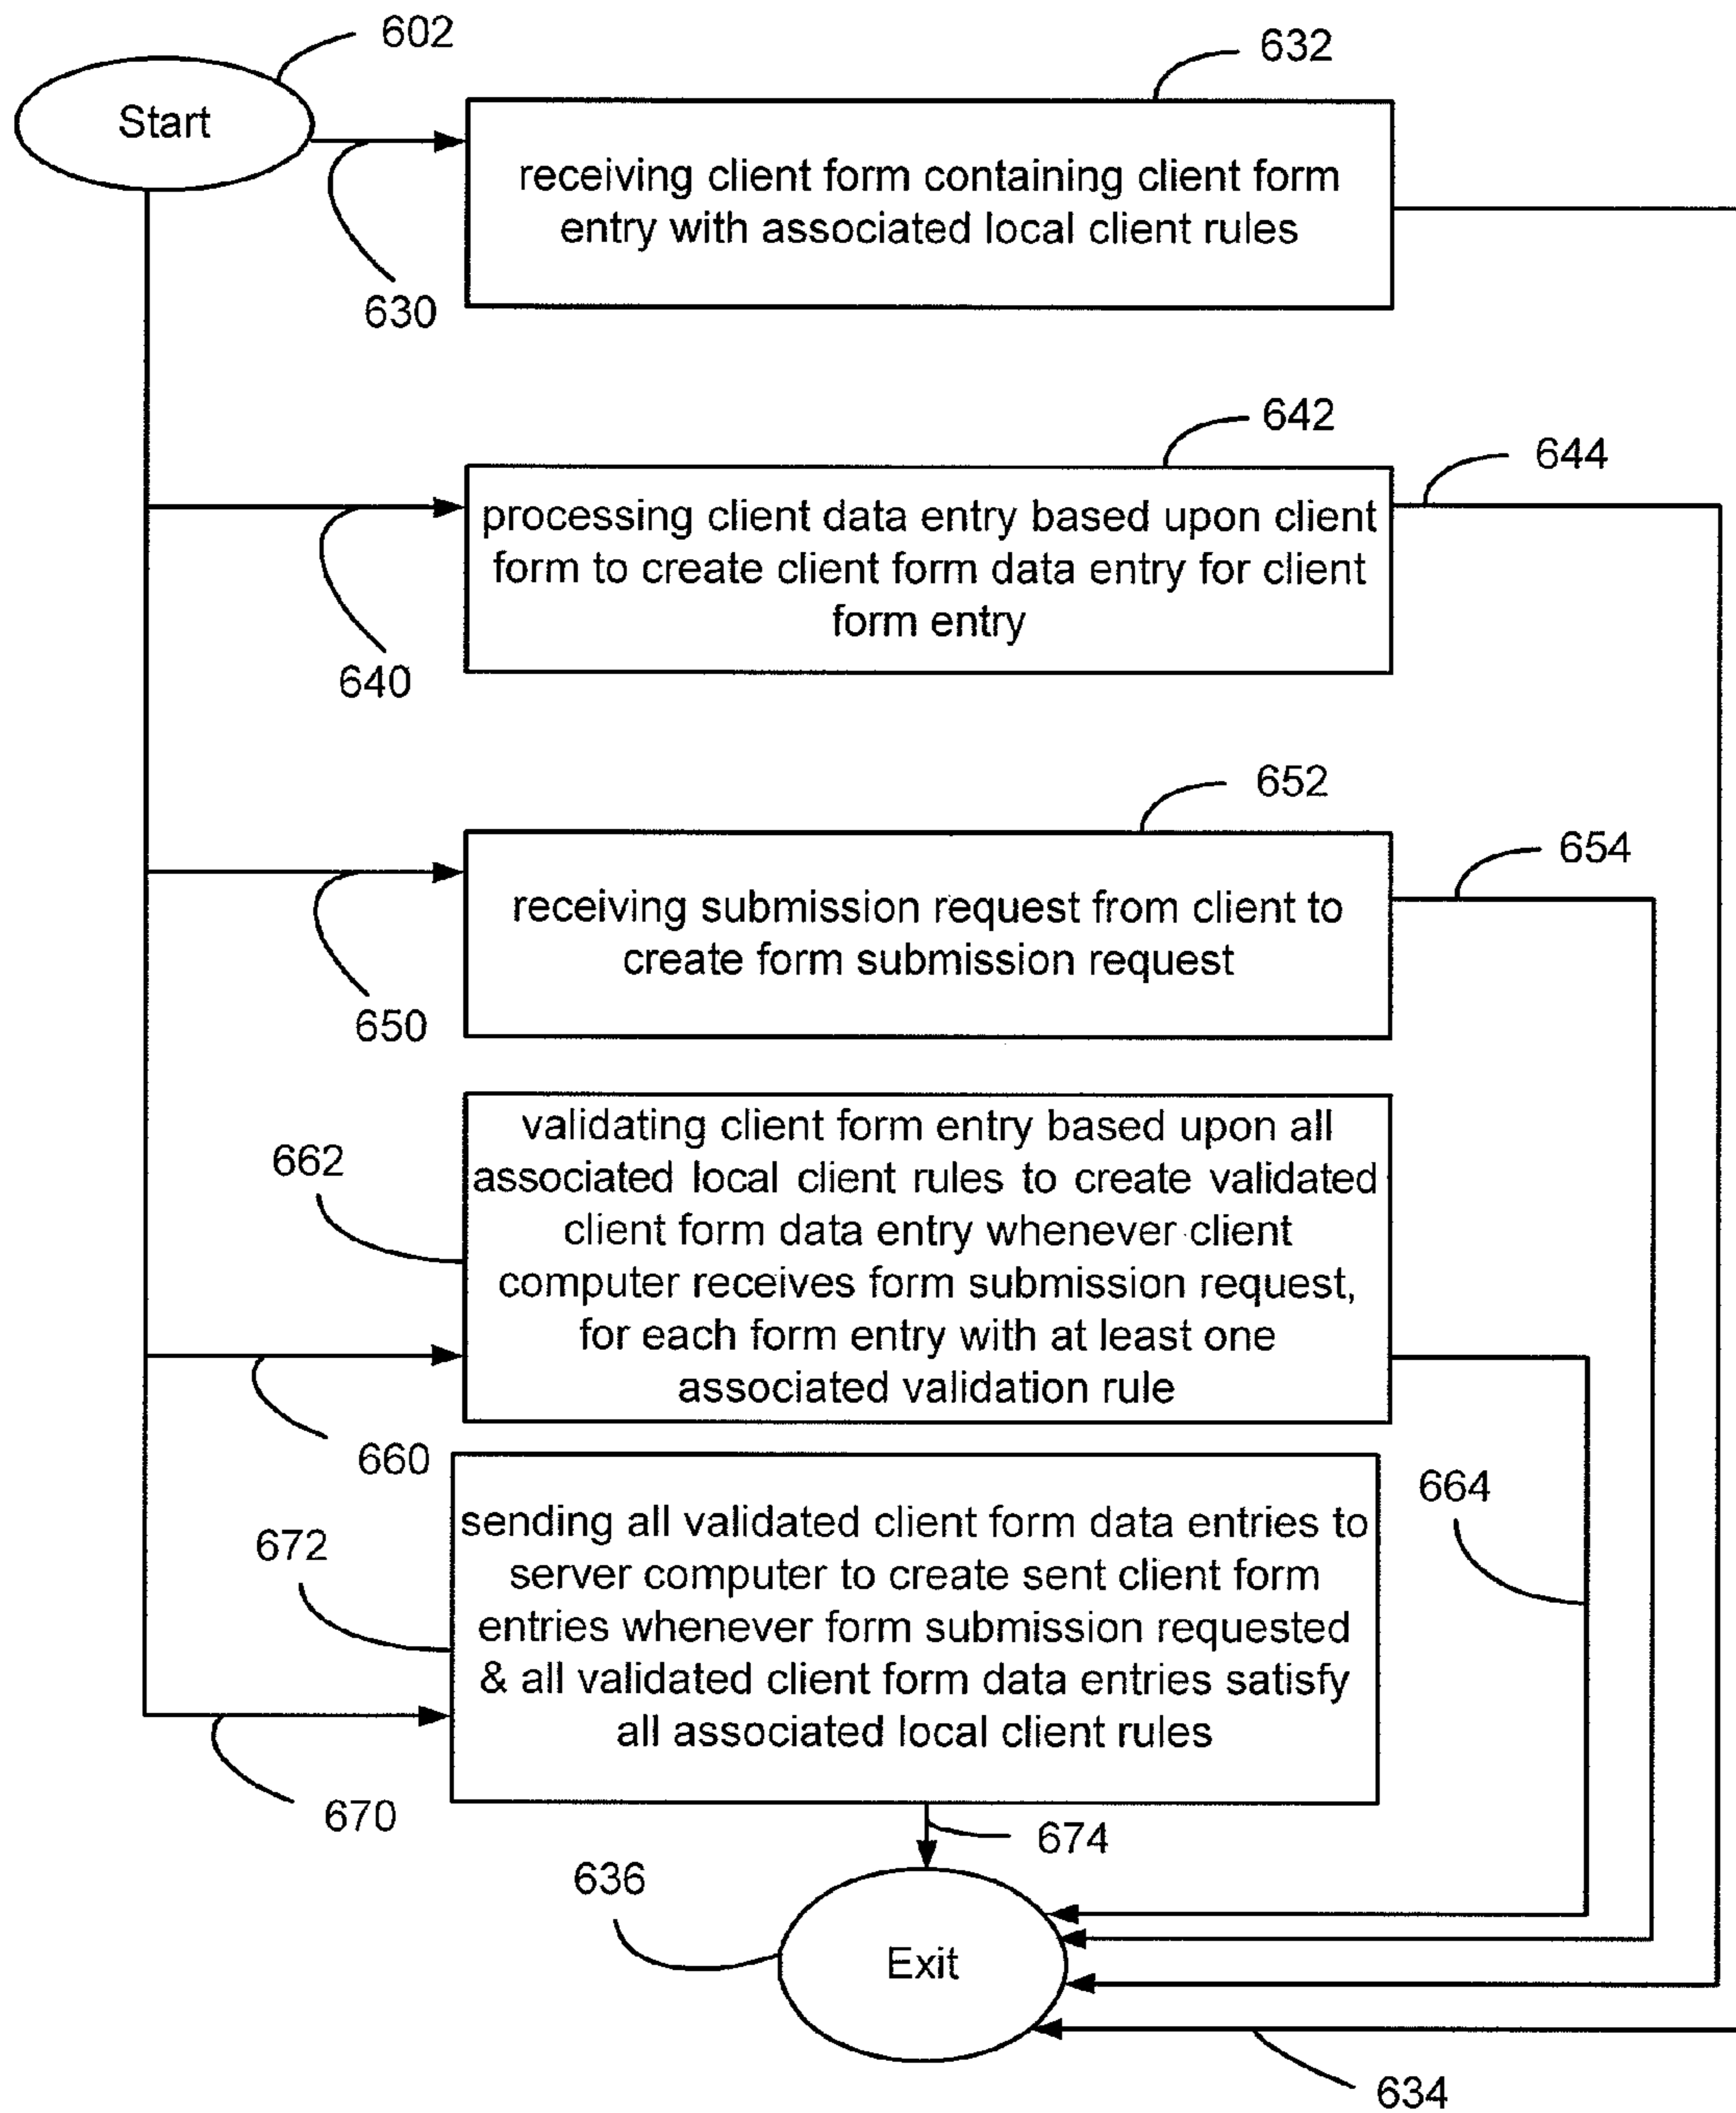 602
Start
632
receiving client form containing client form
entry with associated local client rules
630
642
644
processing client data entry based upon client
form to create client form data entry for client
form entry
640
652
654
receiving submission request from client to
create form submission request
650
validating client form entry based upon all
associated local client rules to create validated
client form data entry whenever client
computer receives form submission request,
for each form entry with at least one
associated validation rule
662
660
664
sending all validated client form data entries to
server computer to create sent client form
entries whenever form submission requested
& all validated client form data entries satisfy
all associated local client rules
672
670
674
636
Exit
634